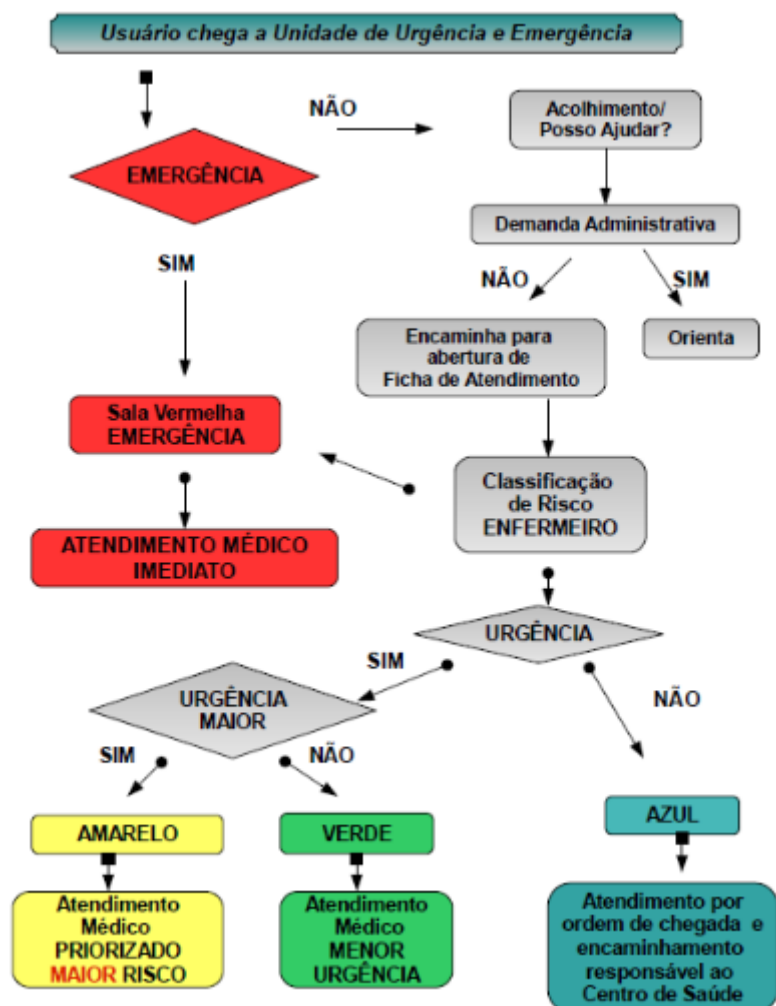 Usuário chega a Unidade de Urgência e Emergência
NÃO
Acolhimento/
Posso Ajudar?
EMERGÊNCIA
Demanda Administrativa
SIM
NÃO
SIM
Encaminha para
abertura de
Ficha de Atendimento
Orienta
Sala Vermelha
EMERGÊNCIA
Classificação
de Risco
ENFERMEIRO
ATENDIMENTO MÉDICO
IMEDIATO
URGÊNCIA
SIM
NÃO
URGÊNCIA
MAIOR
SIM
NÃO
AMARELO
VERDE
AZUL
Atendimento
Médico
PRIORIZADO
MAIOR RISCO
Atendimento
Médico
MENOR
URGÊNCIA
Atendimento por
ordem de chegada e
encaminhamento
responsável ao
Centro de Saúde